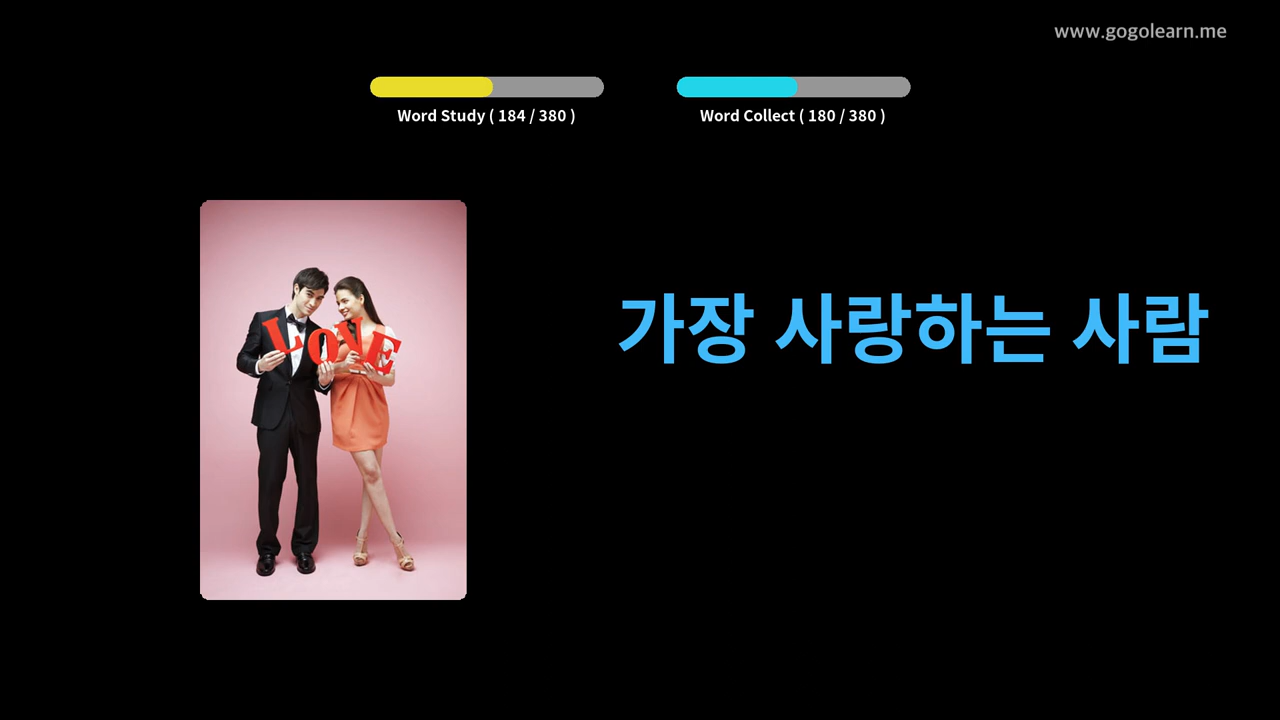 www.gogolearn.me
Word Study ( 184 / 380 )
Word Collect ( 180 / 380 )
LOVE
가장 사랑하는 사람